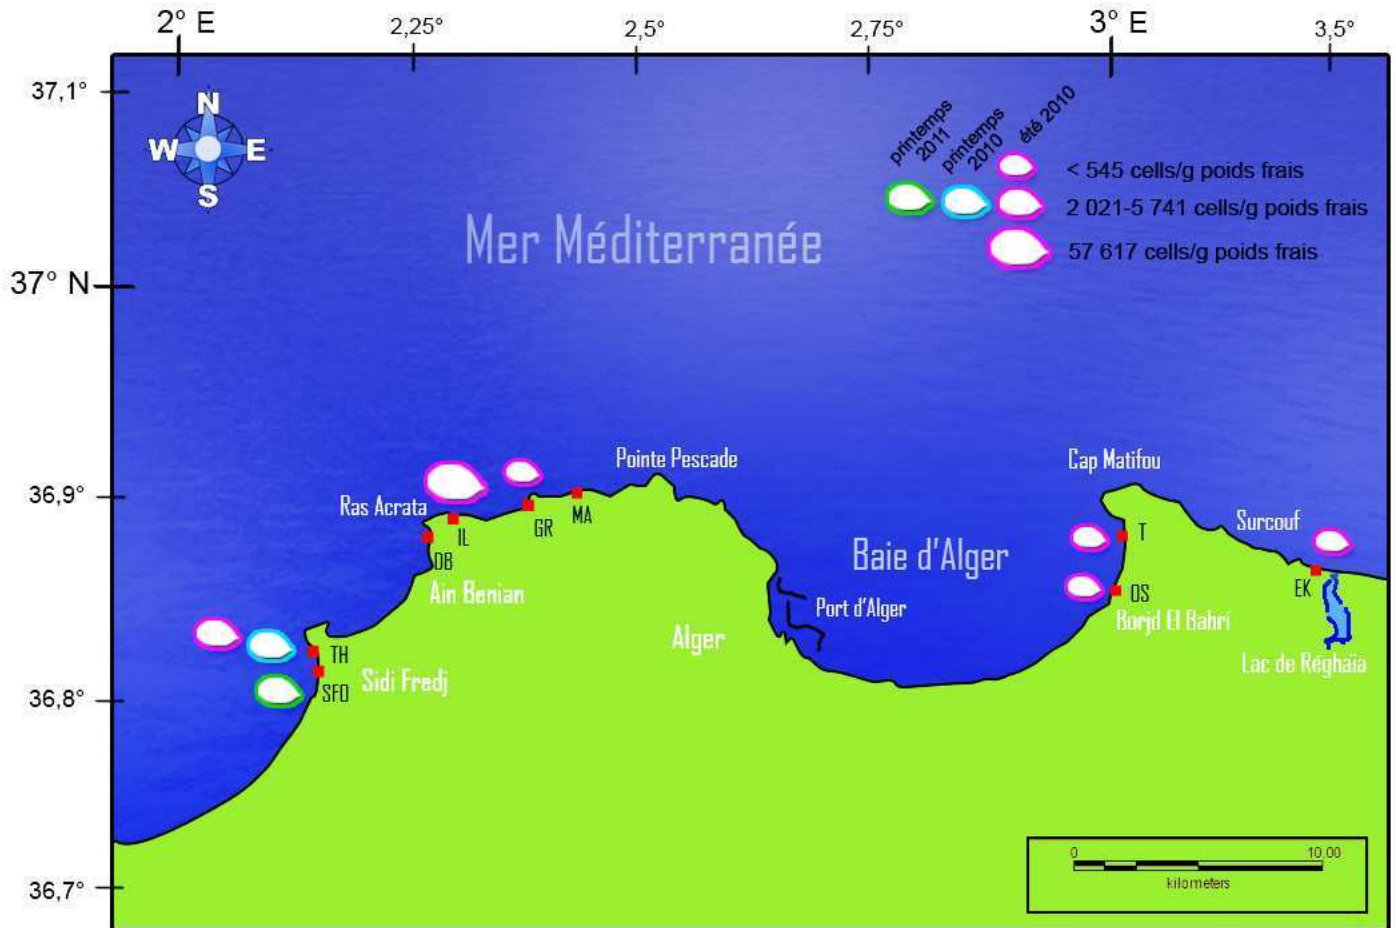 2° E
2,25°
2,5°
2,75°
3° E
3,5°
37,1°
37° N
36,9°
36,8°
36,7°
N
W E
S
printemps
2011
printemps
2010
été 2010
< 545 cells/g poids frais
2 021-5 741 cells/g poids frais
57 617 cells/g poids frais
Mer Méditerranée
Pointe Pescade
Cap Matifou
Ras Acrata
Surcouf
IL
GR
MA
DB
T
Baie d'Alger
EK
OS
Ain Benian
Port d'Alger
Borjd El Bahri
Alger
TH
Lac de Réghaïa
Sidi Fredj
SFO
0
10,00
kilometers